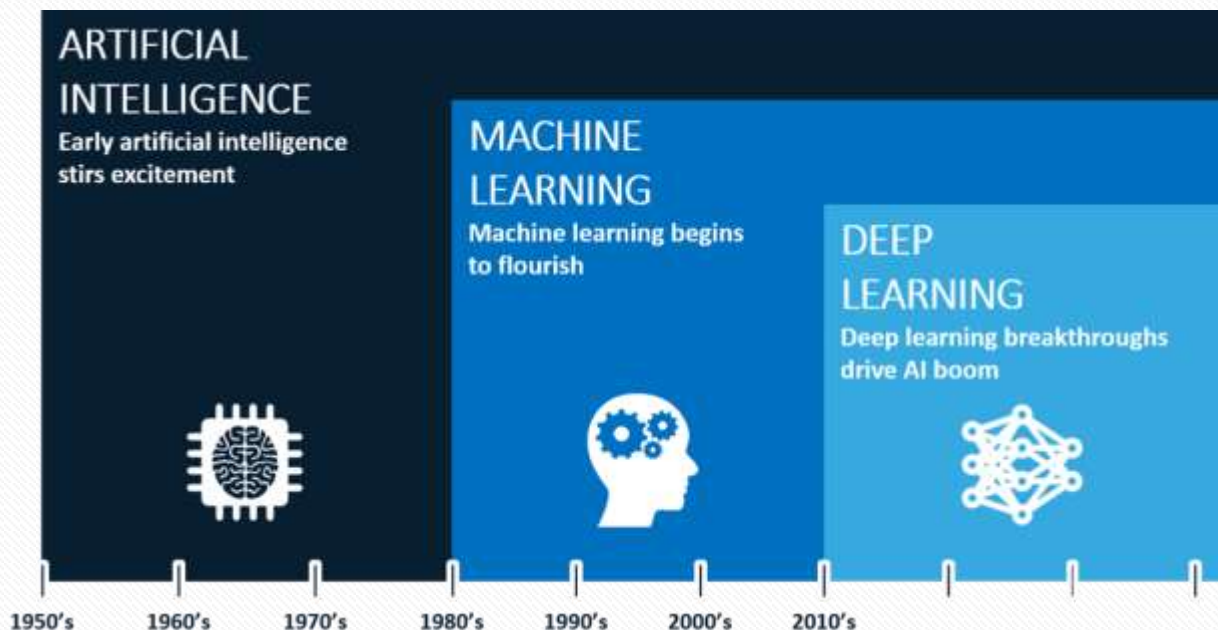 ARTIFICIAL
INTELLIGENCE
Early artificial intelligence
stirs excitement
MACHINE
LEARNING
Machine learning begins
to flourish
DEEP
LEARNING
Deep learning breakthroughs
drive AI boom
1950's 1960's 1970's 1980's 1990's 2000's 2010's